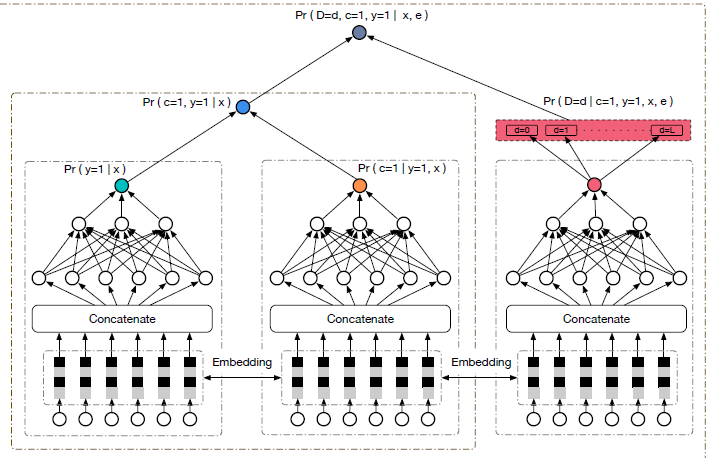 Pr ( D=d, c=1, y=1 | x, e )
Pr ( c=1, y=1 | x )
Pr ( D=d | c=1, y=1, x, e )
d=0 d=1 . . . . . . . . . d=L
Pr ( y=1 | x )
Pr ( c=1 | y=1, x )
Concatenate
Concatenate
Concatenate
Embedding
Embedding